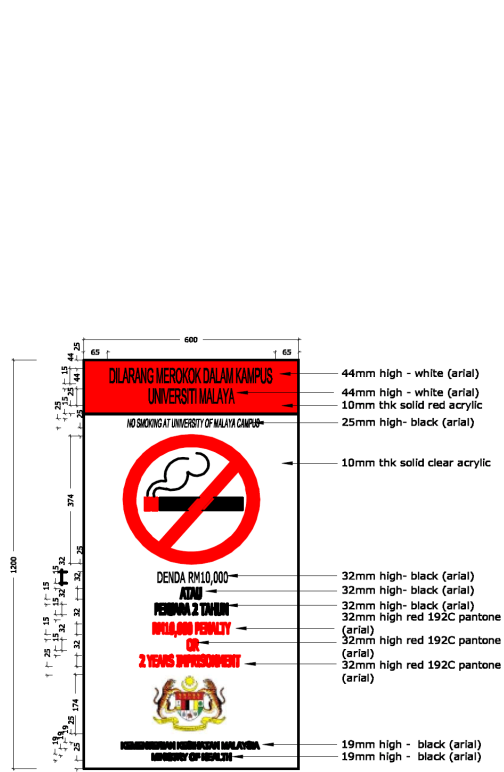 600
65
65
DILARANG MEROKOK DALAM KAMPUS
UNIVERSITI MALAYA
NO SMOKING AT UNIVERSITY OF MALAYA CAMPUS
DENDA RM10,000
ATAU
PENJARA 2 TAHUN
RM10,000 PENALTY
OR
2 YEARS IMPRISONMENT
KEMENTERIAN KESIHATAN MALAYSIA
MINISTRY OF HEALTH
44mm high - white (arial)
44mm high - white (arial)
10mm thk solid red acrylic
25mm high- black (arial)
10mm thk solid clear acrylic
32mm high- black (arial)
32mm high- black (arial)
32mm high- black (arial)
32mm high red 192C pantone
(arial)
32mm high red 192C pantone
(arial)
32mm high red 192C pantone
(arial)
19mm high -  black (arial)
19mm high -  black (arial)
1200
374
174